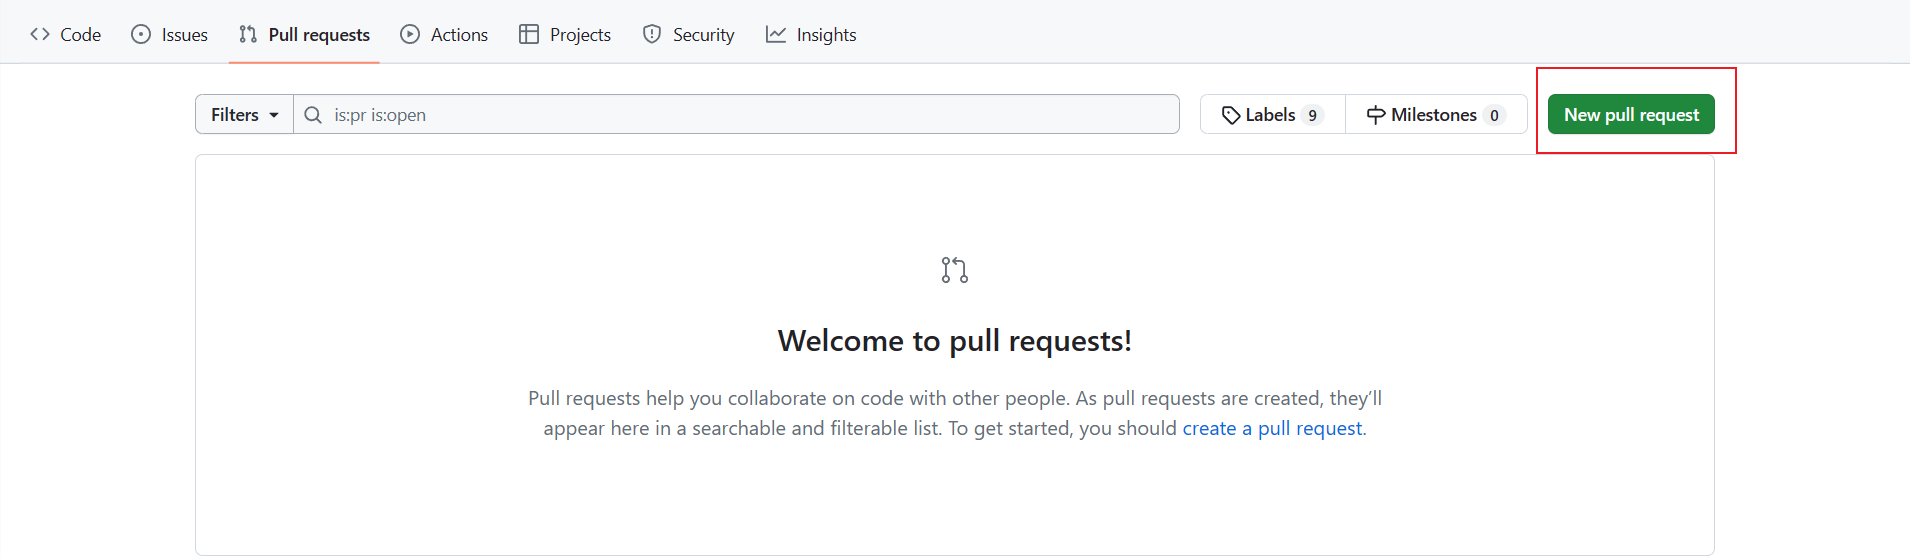 Code Issues Pull requests Actions Projects Security Insights
Filters is:pr is:open Labels 9 Milestones 0 New pull request
Welcome to pull requests!
Pull requests help you collaborate on code with other people. As pull requests are created, they’ll
appear here in a searchable and filterable list. To get started, you should create a pull request.